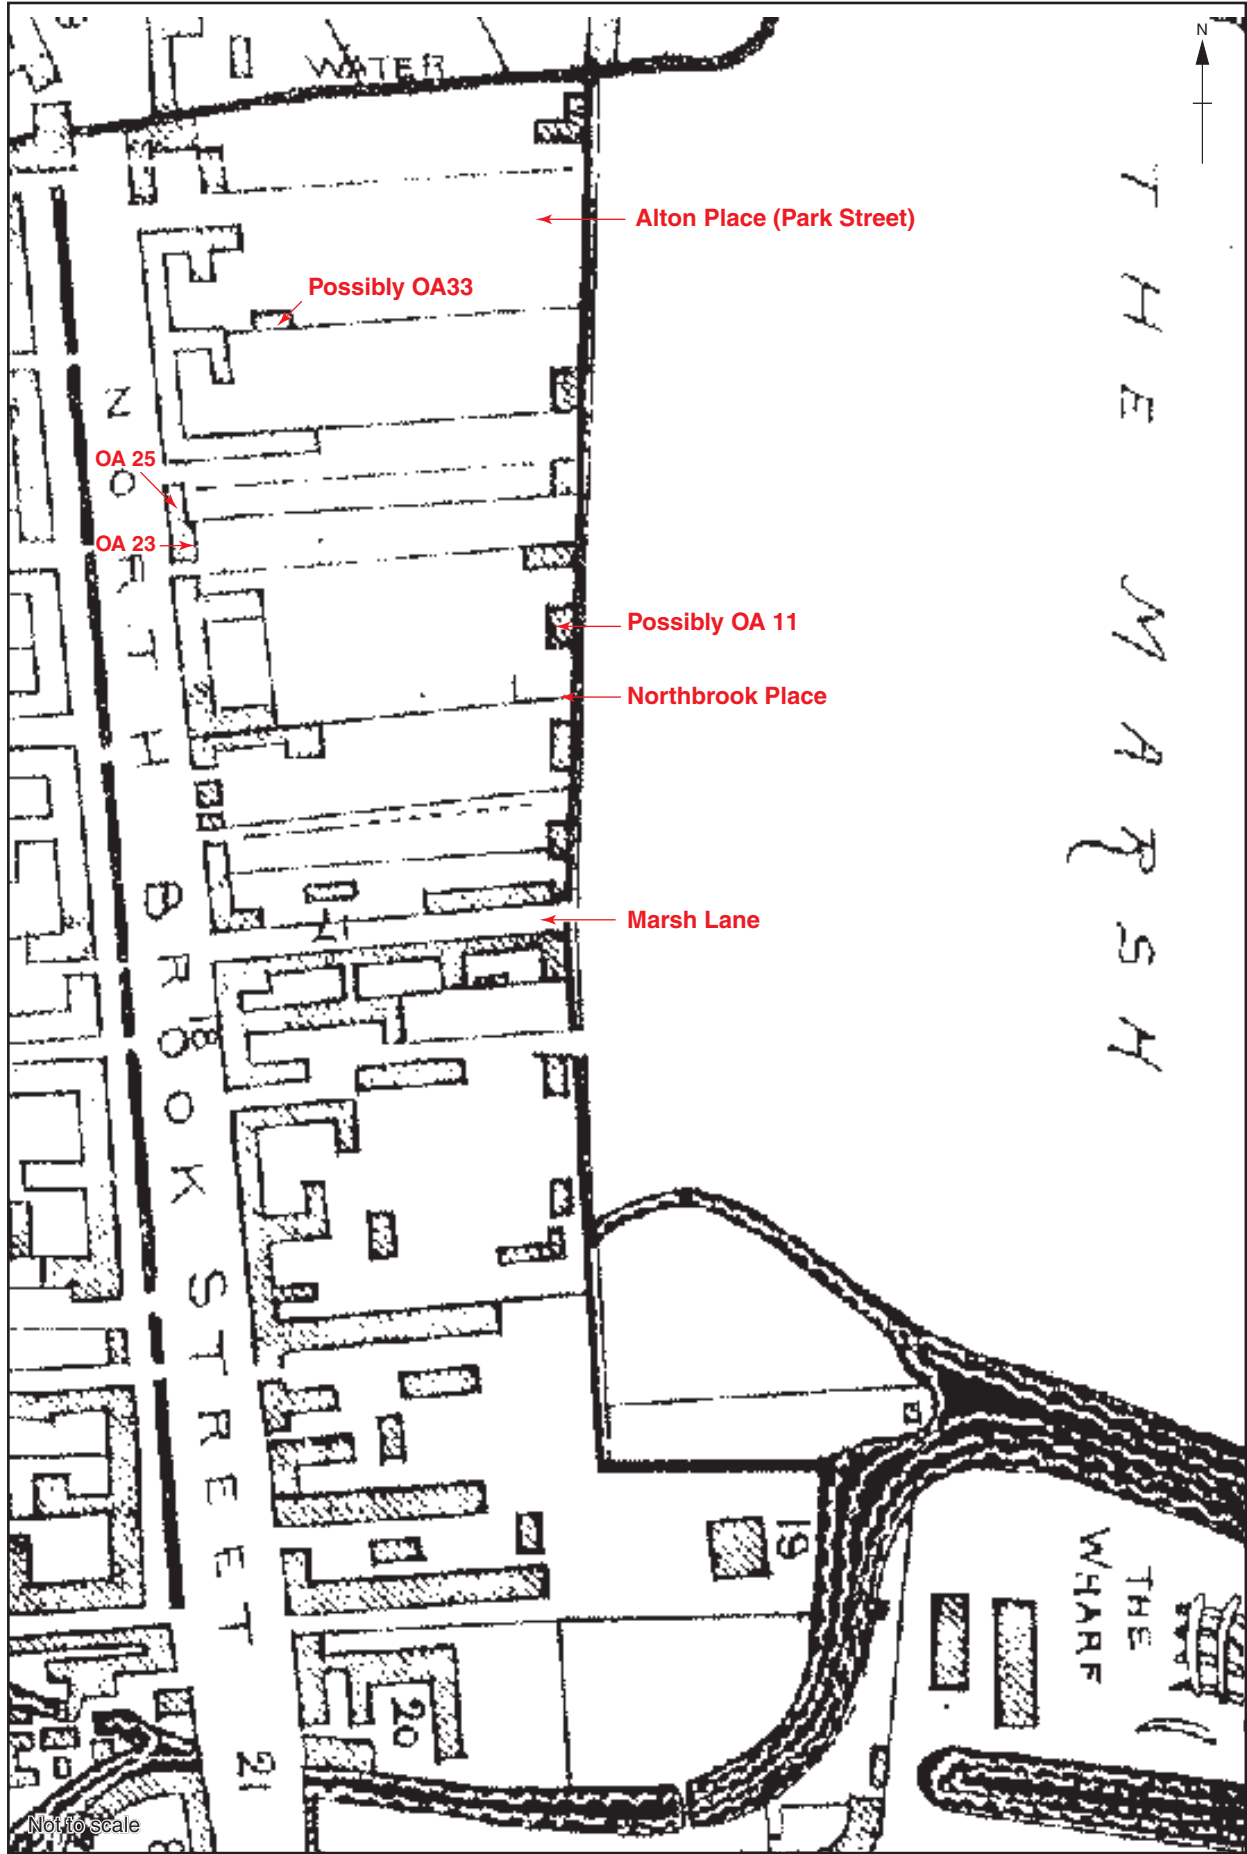 N
WATER
Alton Place (Park Street)
Possibly OA33
OA 25
OA 23
Possibly OA 11
Northbrook Place
Marsh Lane
NORTHBROOK STREET
THE MARSH
18
19
THE
WHARF
20
21
Not to scale